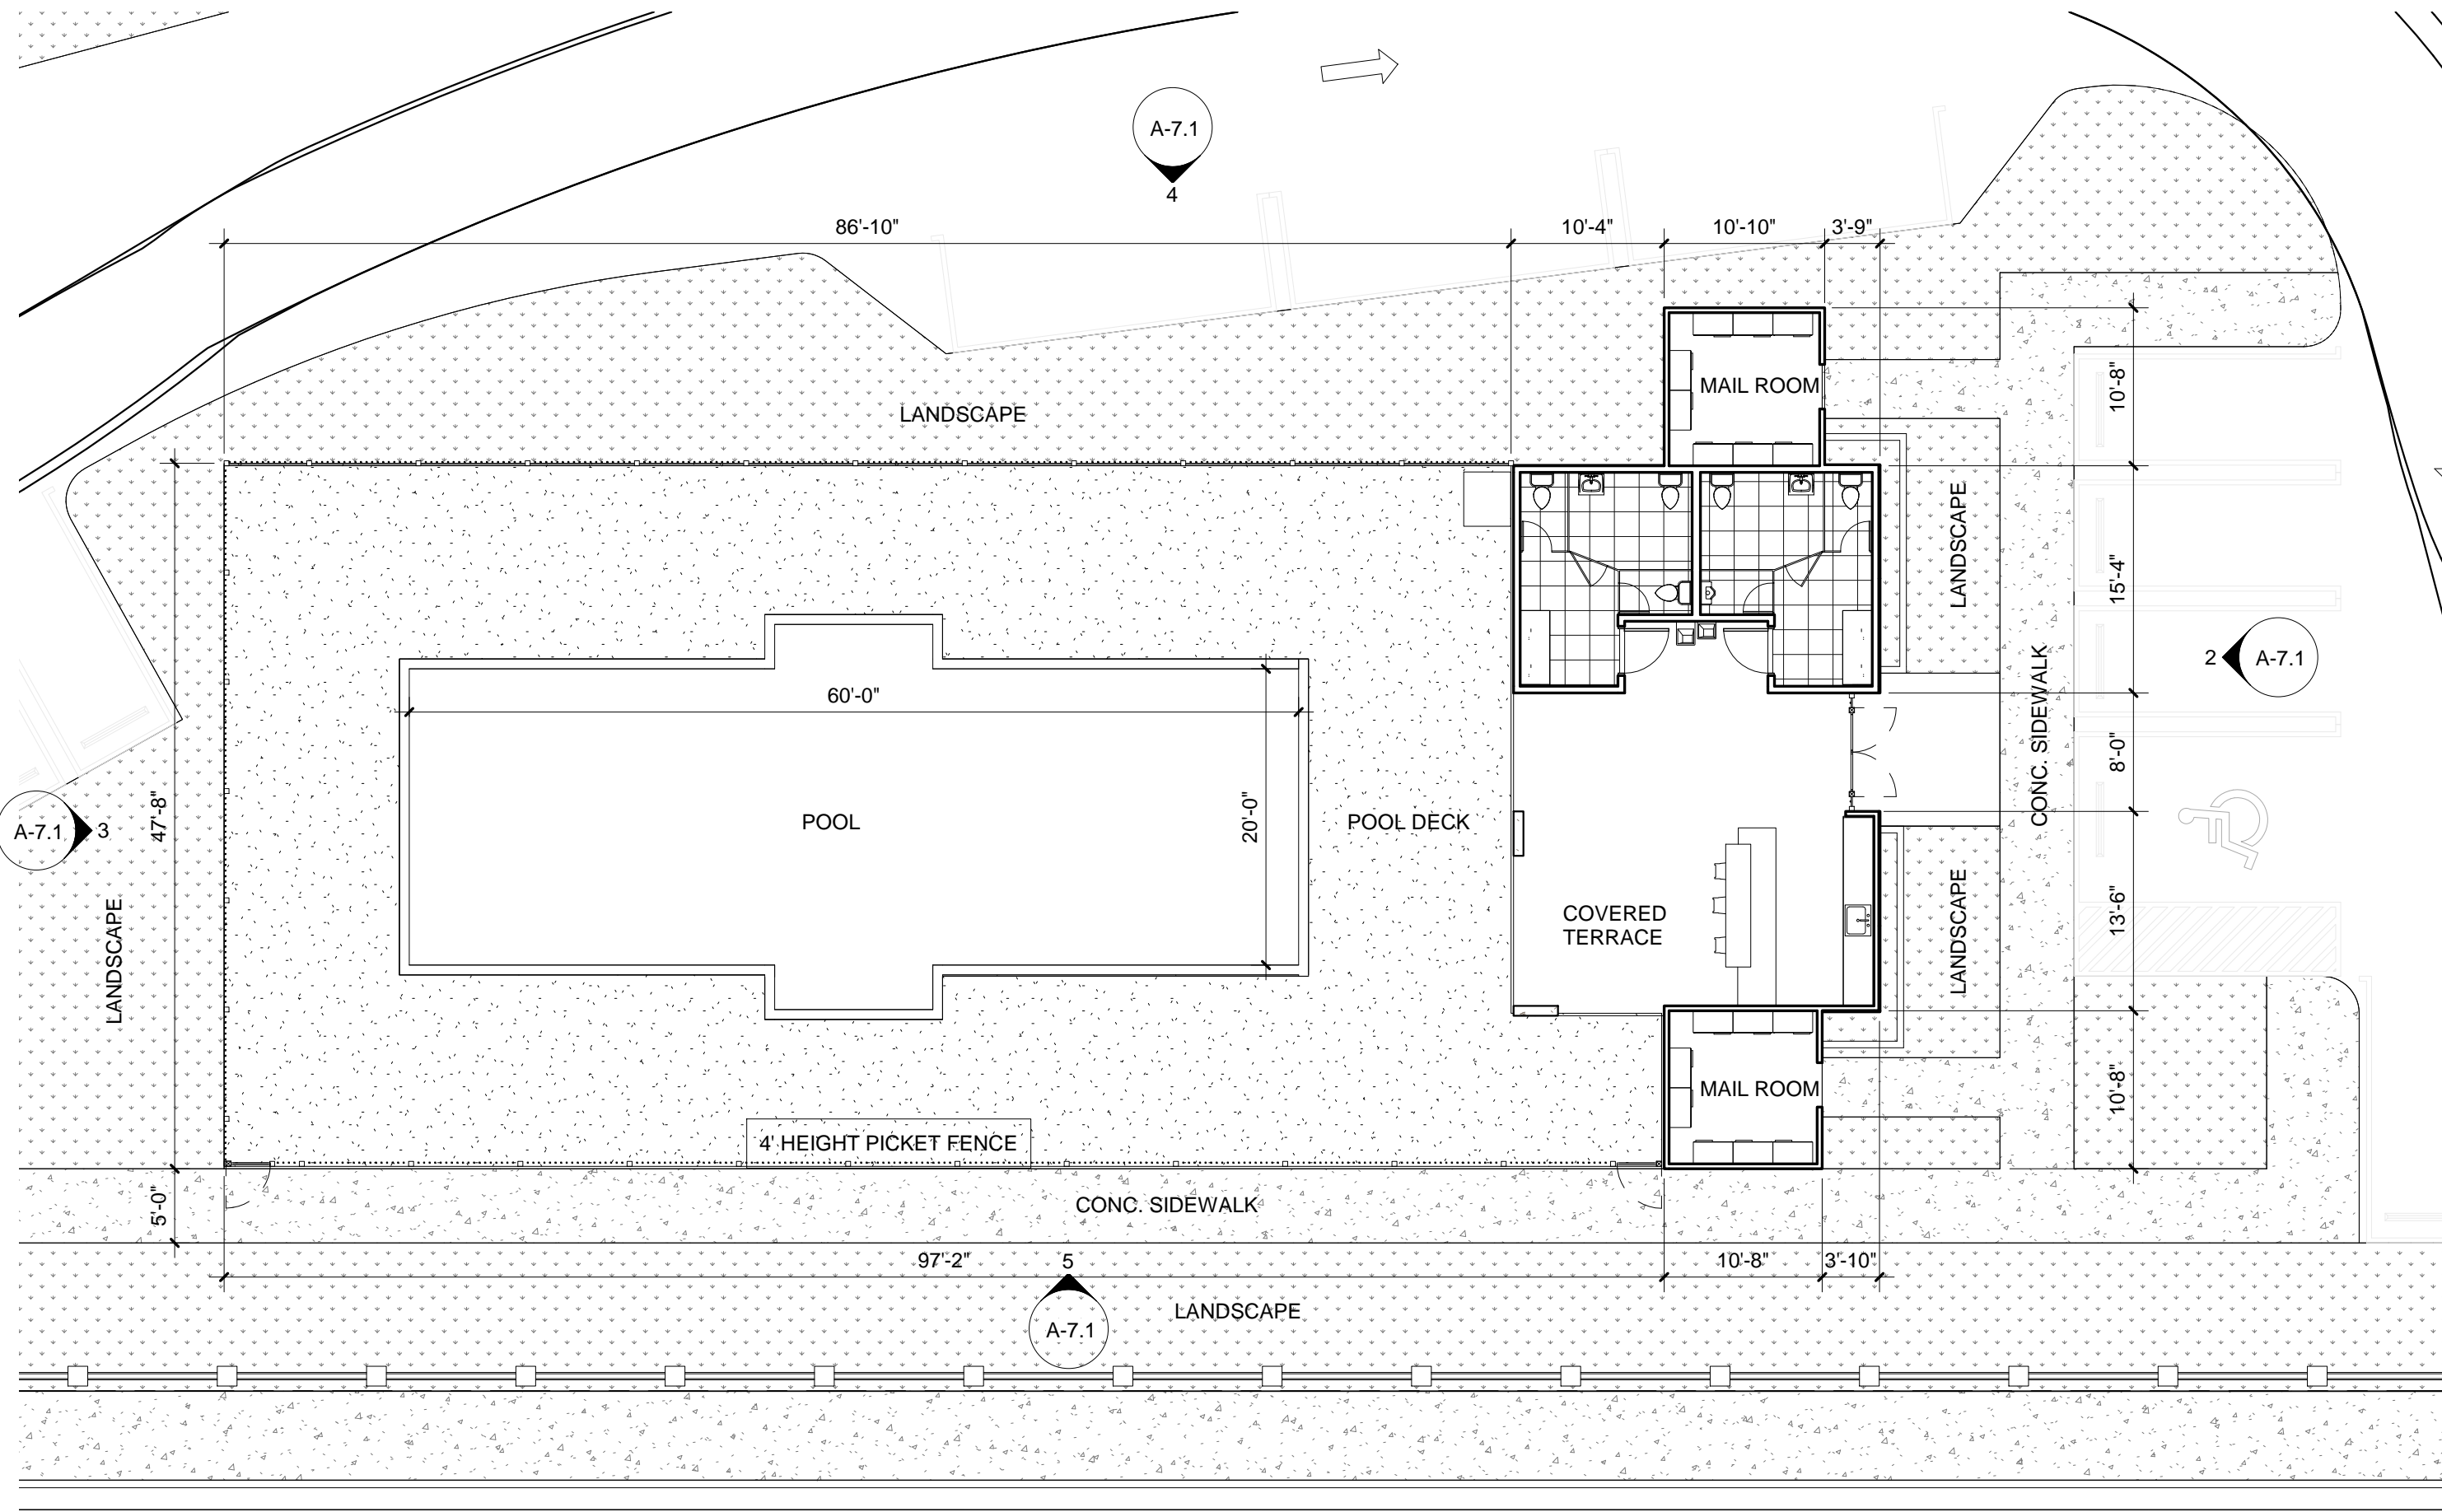 A-7.1
4
86'-10"
10'-4"
10'-10"
3'-9"
MAIL ROOM
10'-8"
LANDSCAPE
LANDSCAPE
15'-4"
CONC. SIDEWALK
2
A-7.1
60'-0"
8'-0"
A-7.1
3
47'-8"
POOL
20'-0"
POOL DECK
LANDSCAPE
COVERED
TERRACE
13'-6"
LANDSCAPE
MAIL ROOM
10'-8"
4' HEIGHT PICKET FENCE
5'-0"
CONC. SIDEWALK
97'-2"
5
10'-8"
3'-10"
A-7.1
LANDSCAPE